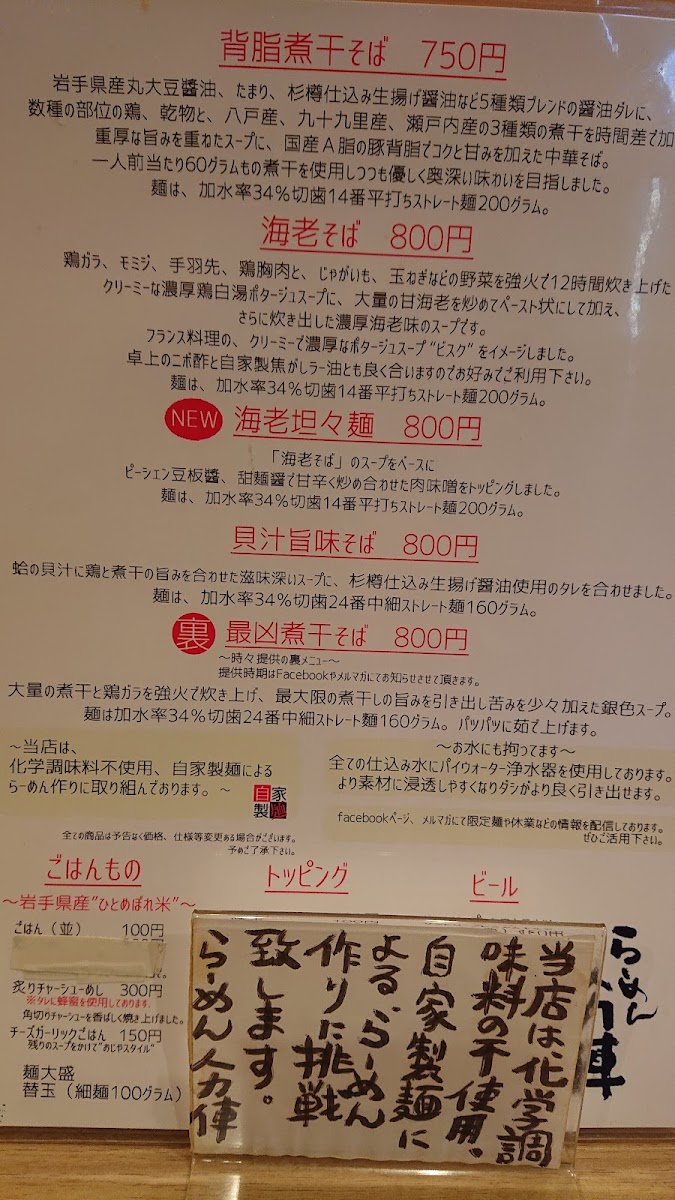 背脂煮干そば 750円
岩手県産丸大豆醬油、たまり、杉樽仕込み生揚げ醤油など5種類ブレンドの醤油ダレに、
数種の部位の鶏、乾物と、八戸産、九十九里産、瀬戸内産の3種類の煮干を時間差で加
重厚な旨みを重ねたスープに、国産A脂の豚背脂でコクと甘みを加えた中華そば。
一人前当たり60グラムもの煮干を使用しつつも優しく奥深い味わいを目指しました。
麺は、加水率34%切歯14番平打ちストレート麺200グラム。
海老そば 800円
鶏ガラ、モミジ、手羽先、鶏胸肉と、じゃがいも、玉ねぎなどの野菜を強火で12時間炊き上げた
クリーミーな濃厚鶏白湯ポタージュスープに、大量の甘海老を炒めてペースト状にして加え、
さらに炊き出した濃厚海老味のスープです。
フランス料理の、クリーミーで濃厚なポタージュスープ“ビスク”をイメージしました。
卓上のニボ酢と自家製焦がしラー油とも良く合いますのでお好みでご利用下さい。
麺は、加水率34%切歯14番平打ちストレート麺200グラム。
NEW 海老坦々麺 800円
「海老そば」のスープをベースに
ピーシェン豆板醬、甜麺醤で甘辛く炒め合わせた肉味噌をトッピングしました。
麺は、加水率34%切歯14番平打ちストレート麺200グラム。
貝汁旨味そば 800円
蛤の貝汁に鶏と煮干の旨みを合わせた滋味深いスープに、杉樽仕込み生揚げ醤油使用のタレを合わせました。
麺は、加水率34%切歯24番中細ストレート麺160グラム。
裏 最凶煮干そば 800円
～時々提供の裏メニュー～
提供時期はFacebookやメルマガにてお知らせさせて頂きます。
大量の煮干と鶏ガラを強火で炊き上げ、最大限の煮干しの旨みを引き出し苦みを少々加えた銀色スープ。
麺は加水率34%切歯24番中細ストレート麺160グラム。パツパツに茹で上げます。
～当店は、
化学調味料不使用、自家製麺による
らーめん作りに取り組んでおります。～
自家製麺
～お水にも拘ってます～
全ての仕込み水にパイウォーター浄水器を使用しております。
より素材に浸透しやすくなりダシがより良く引き出せます。
facebookページ、メルマガにて限定麺や休業などの情報を配信しております。
ぜひご活用下さい。
全ての商品は予告なく価格、仕様等変更ある場合がございます。
予めご了承下さい。
ごはんもの
～岩手県産”ひとめぼれ米”～
ごはん（並） 100円
炙りチャーシューめし 300円
※タレに蜂蜜を使用しております。
角切りチャーシューを香ばしく焼き上げました。
チーズガーリックごはん 150円
残りのスープをかけて”おじやスタイル”
麺大盛
替玉（細麺100グラム）
トッピング
ビール
当店は、化学調
味料の不使用。
自家製麺に
よる、らーめん
作りに挑戦
致します。
らーめん人力俥
らーめん